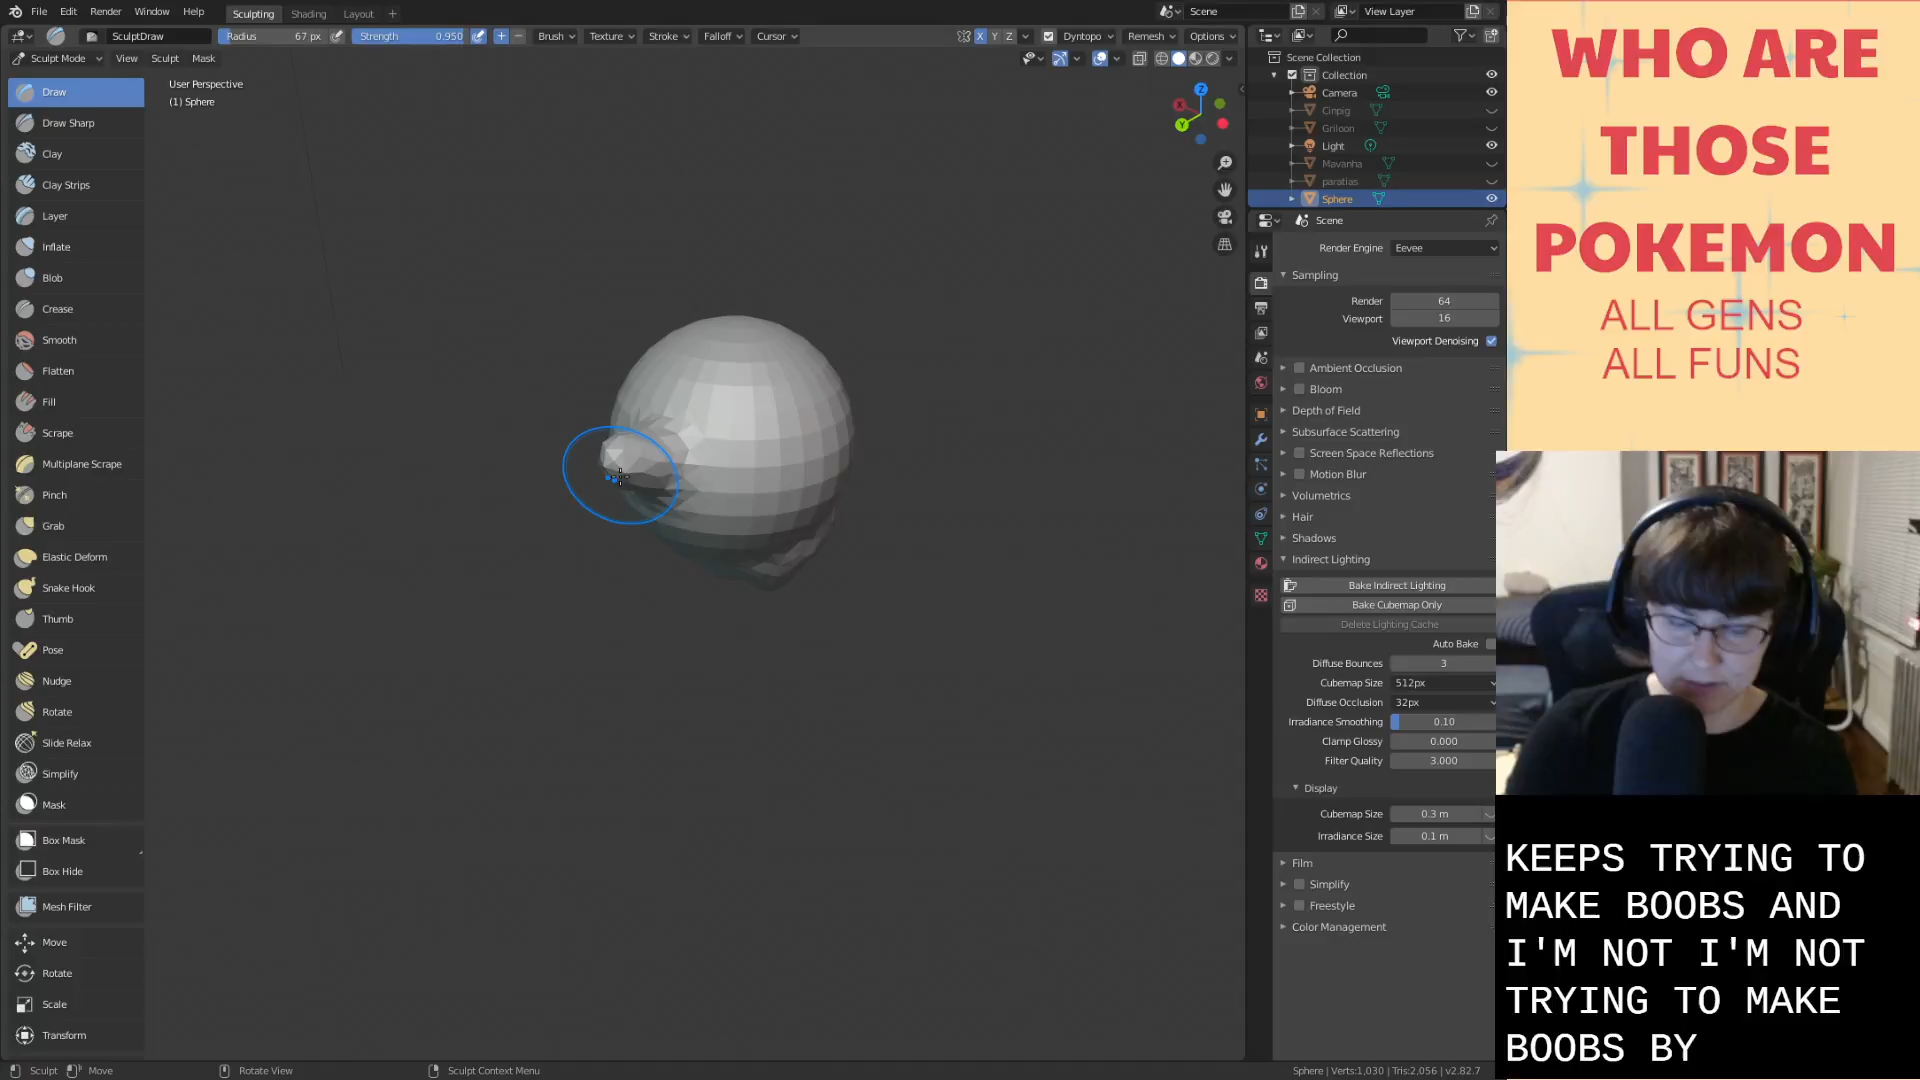 File Edit Render Window Help Sculpting Shading Layout + Scene View Layer
SculptDraw Radius 67 px Strength 0.950 Brush Texture Stroke Falloff Cursor X Y Z Dyntopo Remesh Options
Sculpt Mode View Sculpt Mask
User Perspective
(1) Sphere
Draw
Draw Sharp
Clay
Clay Strips
Layer
Inflate
Blob
Crease
Smooth
Flatten
Fill
Scrape
Multiplane Scrape
Pinch
Grab
Elastic Deform
Snake Hook
Thumb
Pose
Nudge
Rotate
Slide Relax
Simplify
Mask
Box Mask
Box Hide
Mesh Filter
Move
Rotate
Scale
Transform
Z
X
Y
Scene Collection
Collection
Camera
Cinpig
Griloon
Light
Mavanha
paratias
Sphere
Scene
Render Engine Eevee
Sampling
Render 64
Viewport 16
Viewport Denoising
Ambient Occlusion
Bloom
Depth of Field
Subsurface Scattering
Screen Space Reflections
Motion Blur
Volumetrics
Hair
Shadows
Indirect Lighting
Bake Indirect Lighting
Bake Cubemap Only
Delete Lighting Cache
Auto Bake
Diffuse Bounces 3
Cubemap Size 512px
Diffuse Occlusion 32px
Irradiance Smoothing 0.10
Clamp Glossy 0.000
Filter Quality 3.000
Display
Cubemap Size 0.3 m
Irradiance Size 0.1 m
Film
Simplify
Freestyle
Color Management
Sculpt Move Rotate View Sculpt Context Menu Sphere | Verts:1,030 | Tris:2,056 | v2.82.7
WHO ARE
THOSE
POKEMON
ALL GENS
ALL FUNS
KEEPS TRYING TO
MAKE BOOBS AND
I'M NOT I'M NOT
TRYING TO MAKE
BOOBS BY